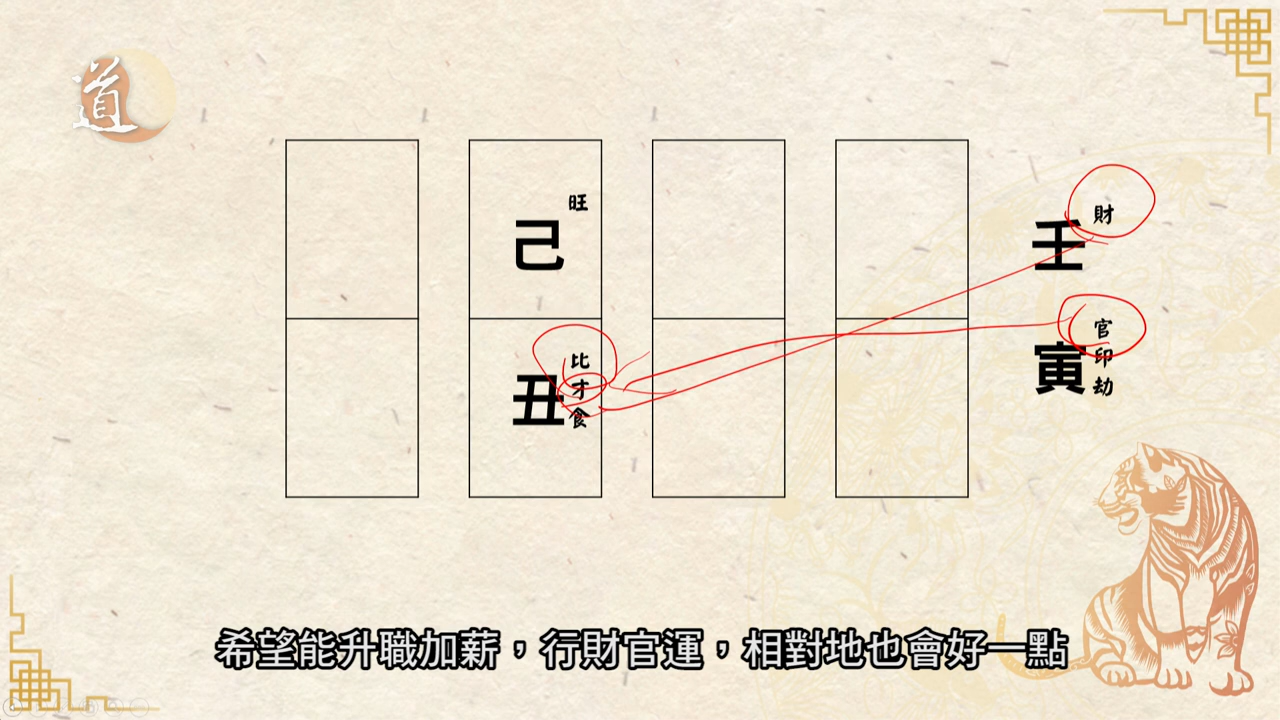 道
旺
己
比
才
食
丑
財
壬
官
印
劫
寅
希望能升職加薪，行財官運，相對地也會好一點